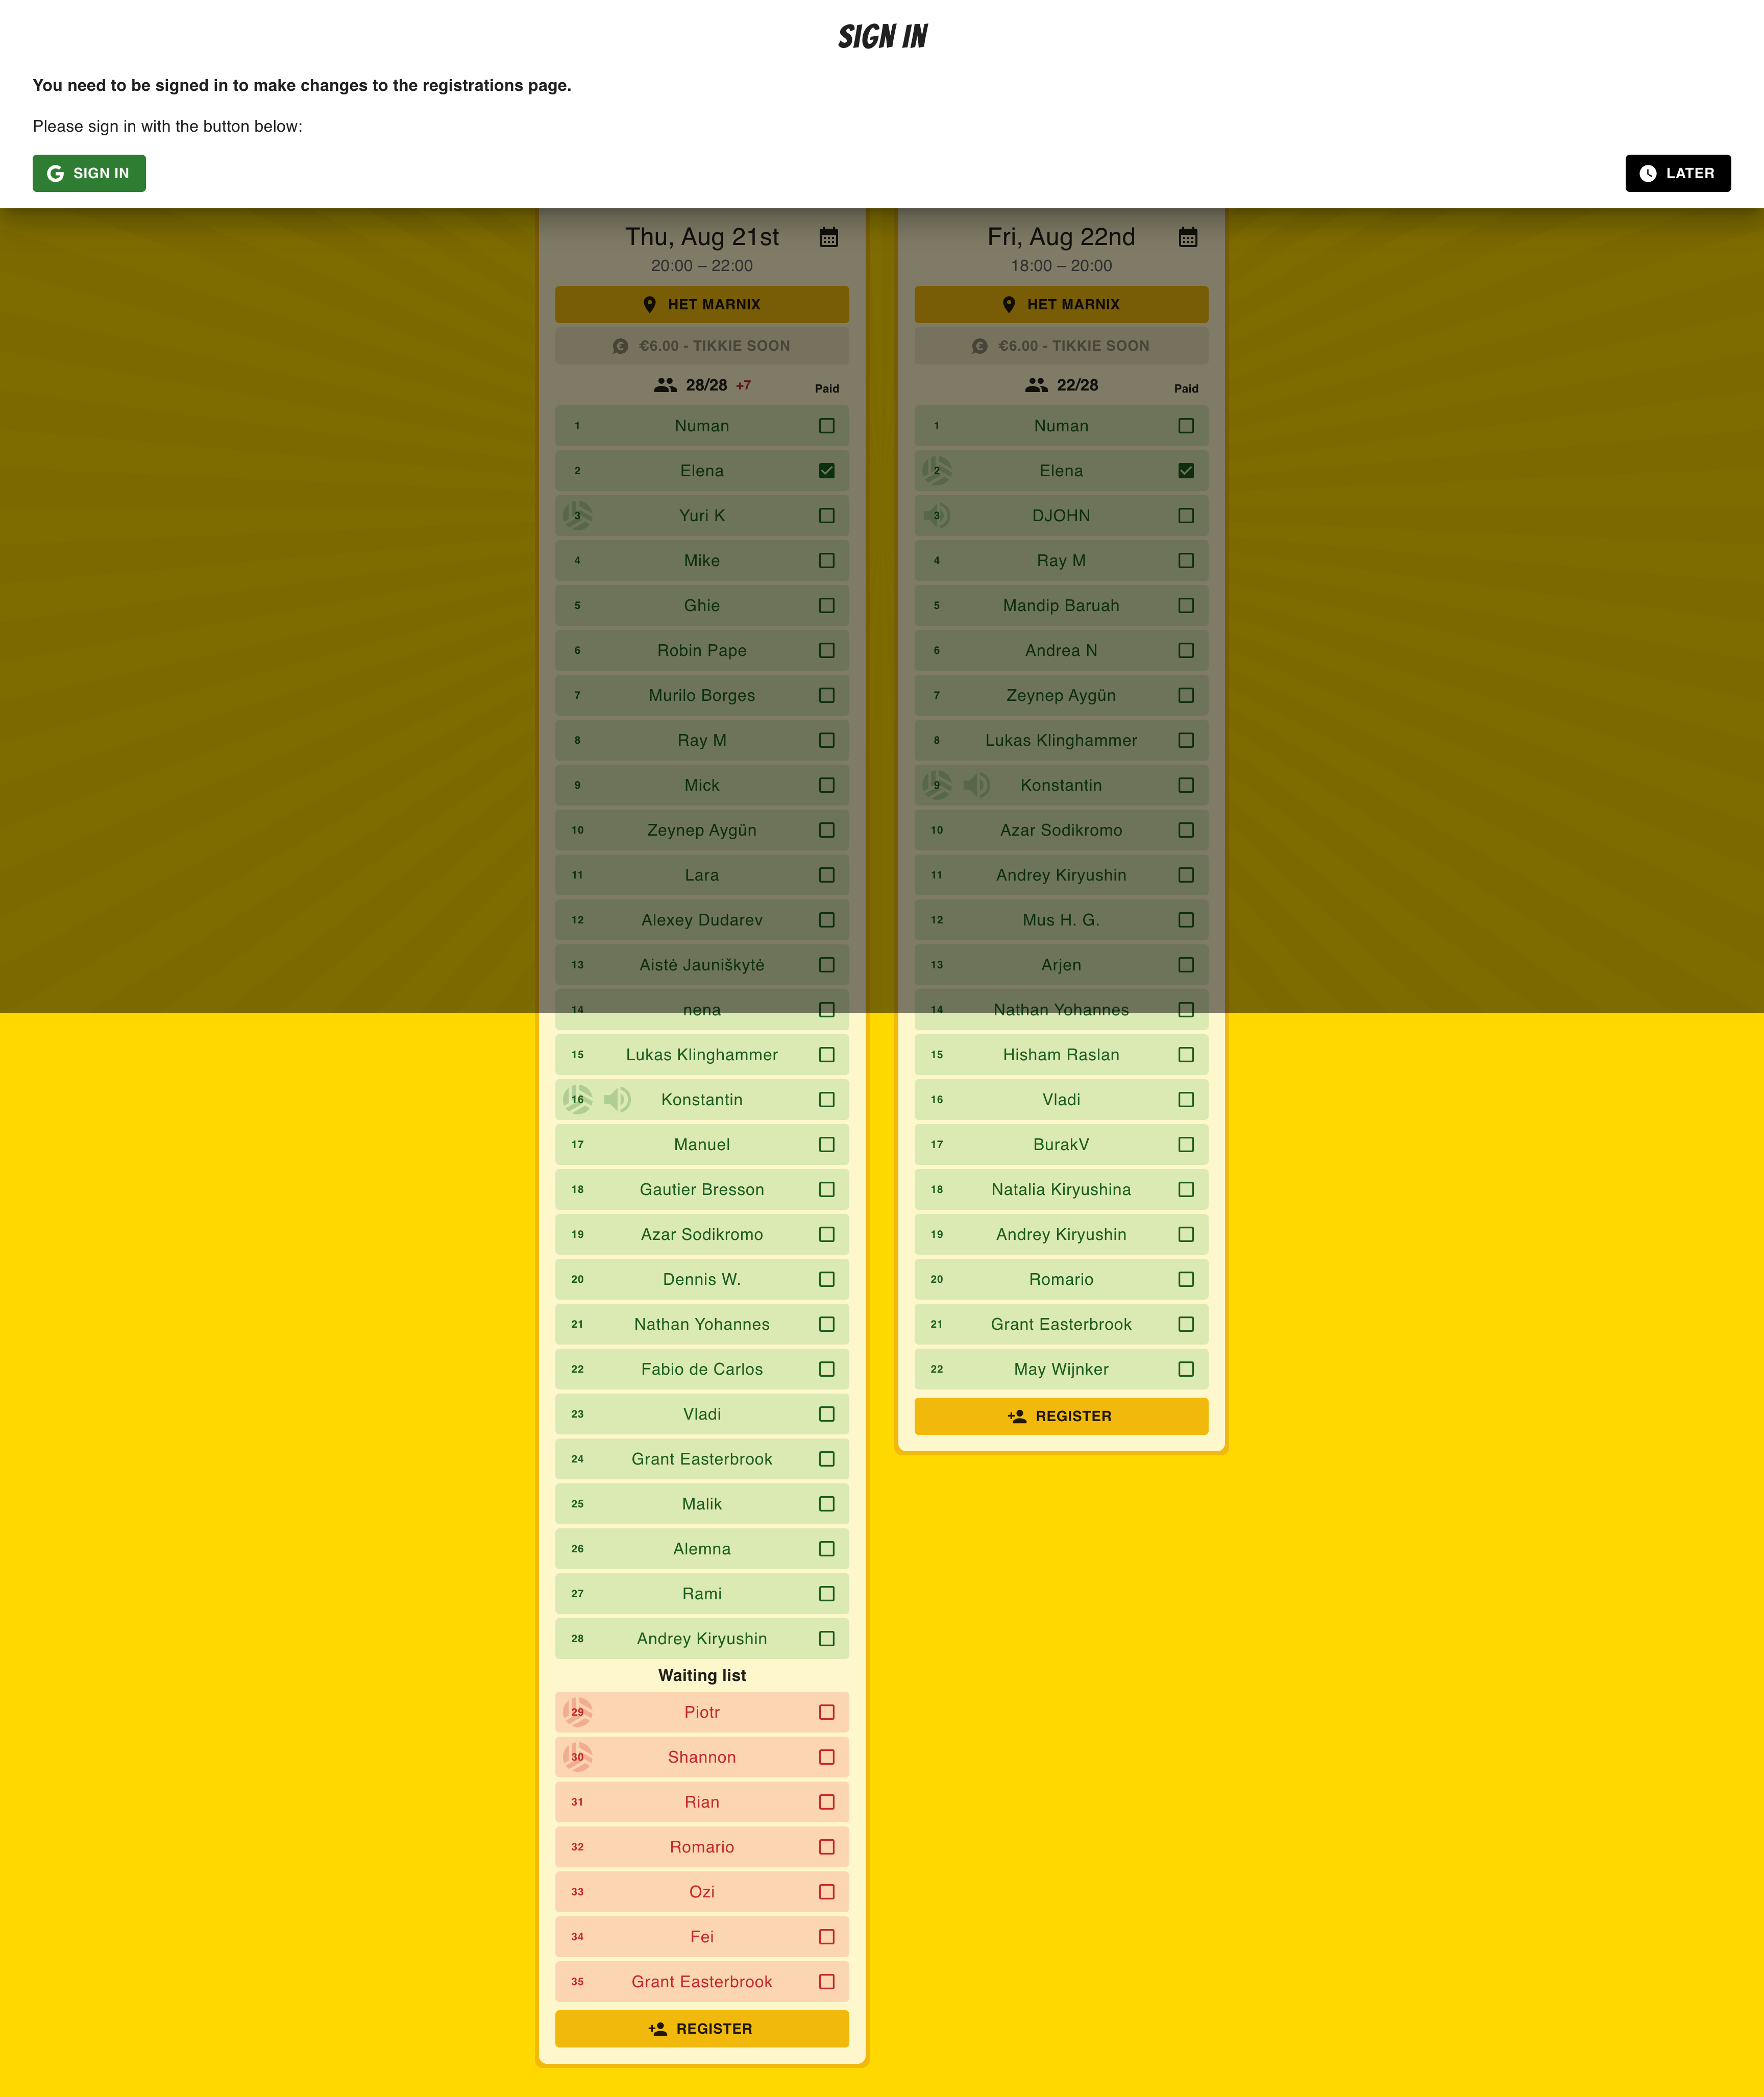 SIGN IN
You need to be signed in to make changes to the registrations page.
Please sign in with the button below:
SIGN IN
LATER
Thu, Aug 21st
20:00 – 22:00
HET MARNIX
€6.00 - TIKKIE SOON
28/28 +7 Paid
1 Numan
2 Elena
3 Yuri K
4 Mike
5 Ghie
6 Robin Pape
7 Murilo Borges
8 Ray M
9 Mick
10 Zeynep Aygün
11 Lara
12 Alexey Dudarev
13 Aistė Jauniškytė
14 nena
15 Lukas Klinghammer
16 Konstantin
17 Manuel
18 Gautier Bresson
19 Azar Sodikromo
20 Dennis W.
21 Nathan Yohannes
22 Fabio de Carlos
23 Vladi
24 Grant Easterbrook
25 Malik
26 Alemna
27 Rami
28 Andrey Kiryushin
Waiting list
29 Piotr
30 Shannon
31 Rian
32 Romario
33 Ozi
34 Fei
35 Grant Easterbrook
REGISTER
Fri, Aug 22nd
18:00 – 20:00
HET MARNIX
€6.00 - TIKKIE SOON
22/28 Paid
1 Numan
2 Elena
3 DJOHN
4 Ray M
5 Mandip Baruah
6 Andrea N
7 Zeynep Aygün
8 Lukas Klinghammer
9 Konstantin
10 Azar Sodikromo
11 Andrey Kiryushin
12 Mus H. G.
13 Arjen
14 Nathan Yohannes
15 Hisham Raslan
16 Vladi
17 BurakV
18 Natalia Kiryushina
19 Andrey Kiryushin
20 Romario
21 Grant Easterbrook
22 May Wijnker
REGISTER